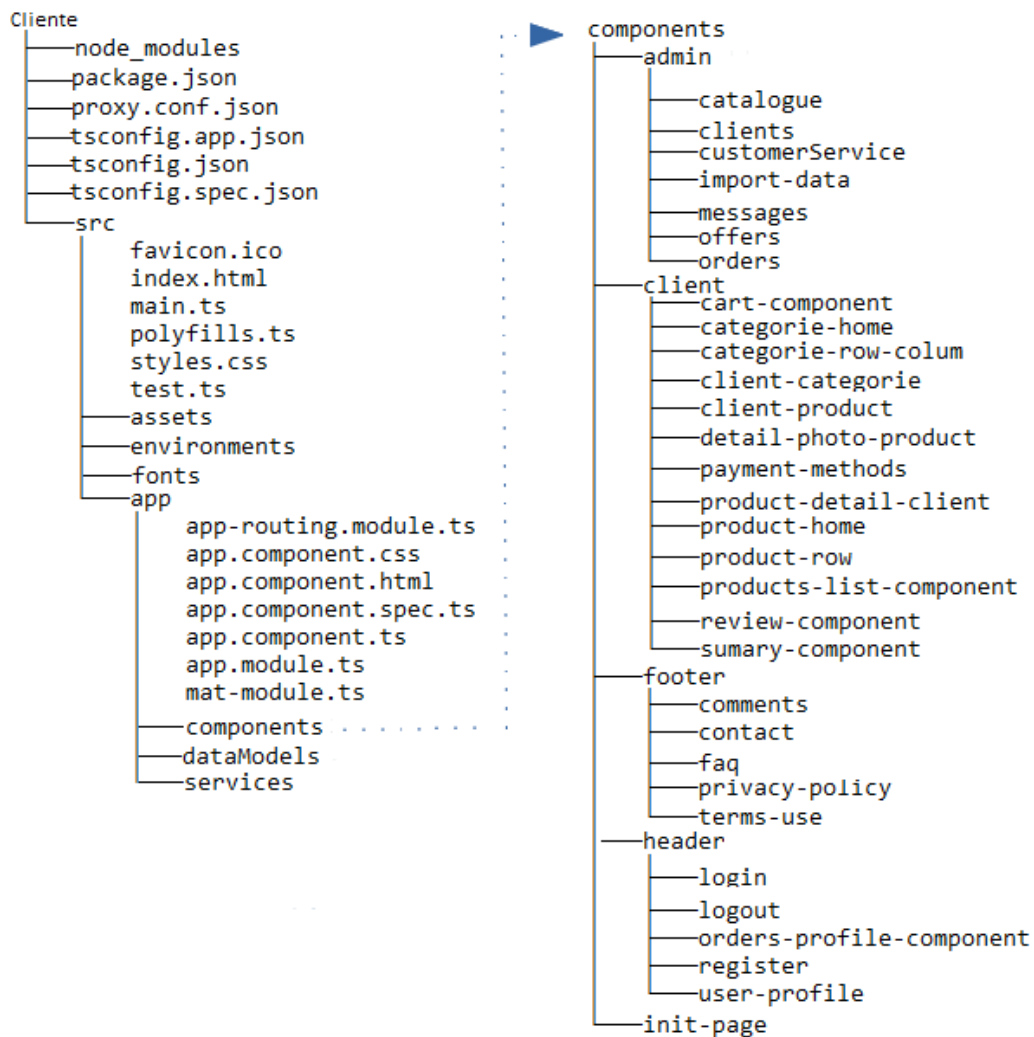 Cliente
node_modules
package.json
proxy.conf.json
tsconfig.app.json
tsconfig.json
tsconfig.spec.json
src
favicon.ico
index.html
main.ts
polyfills.ts
styles.css
test.ts
assets
environments
fonts
app
app-routing.module.ts
app.component.css
app.component.html
app.component.spec.ts
app.component.ts
app.module.ts
mat-module.ts
components
dataModels
services
components
admin
catalogue
clients
customerService
import-data
messages
offers
orders
client
cart-component
categorie-home
categorie-row-colum
client-categorie
client-product
detail-photo-product
payment-methods
product-detail-client
product-home
product-row
products-list-component
review-component
sumary-component
footer
comments
contact
faq
privacy-policy
terms-use
header
login
logout
orders-profile-component
register
user-profile
init-page